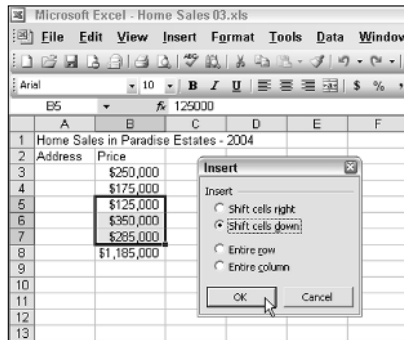 Microsoft Excel - Home Sales 03.xls
File Edit View Insert Format Tools Data Window
Arial 10 B I U $ % ,
B5 fx 125000
A B C D E F
1 Home Sales in Paradise Estates - 2004
2 Address Price
3 $250,000
4 $175,000
5 $125,000
6 $350,000
7 $285,000
8 $1,185,000
9
10
11
12
13
Insert
Insert
Shift cells right
Shift cells down
Entire row
Entire column
OK Cancel